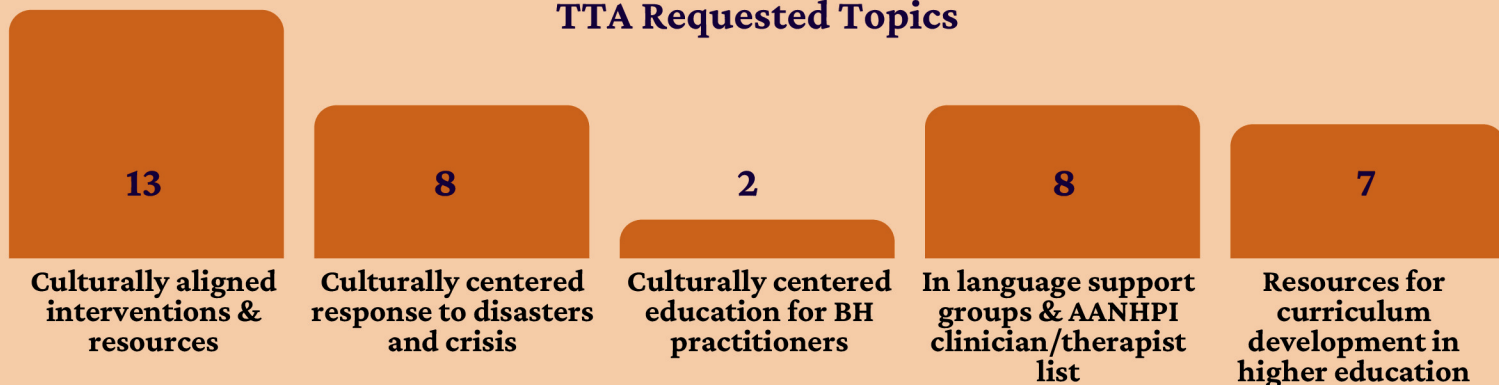 TTA Requested Topics
13
8
2
8
7
Culturally aligned
interventions &
resources
Culturally centered
response to disasters
and crisis
Culturally centered
education for BH
practitioners
In language support
groups & AANHPI
clinician/therapist
list
Resources for
curriculum
development in
higher education